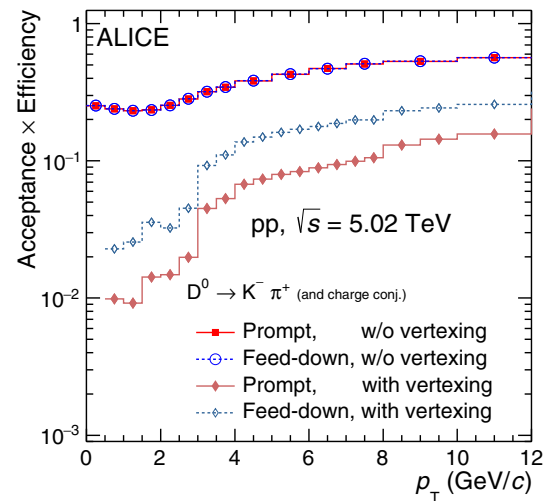 ALICE
Acceptance × Efficiency
1
10⁻¹
10⁻²
10⁻³
pp, √s = 5.02 TeV
D⁰ → K⁻ π⁺ (and charge conj.)
Prompt, w/o vertexing
Feed-down, w/o vertexing
Prompt, with vertexing
Feed-down, with vertexing
0 2 4 6 8 10 12
p_T (GeV/c)